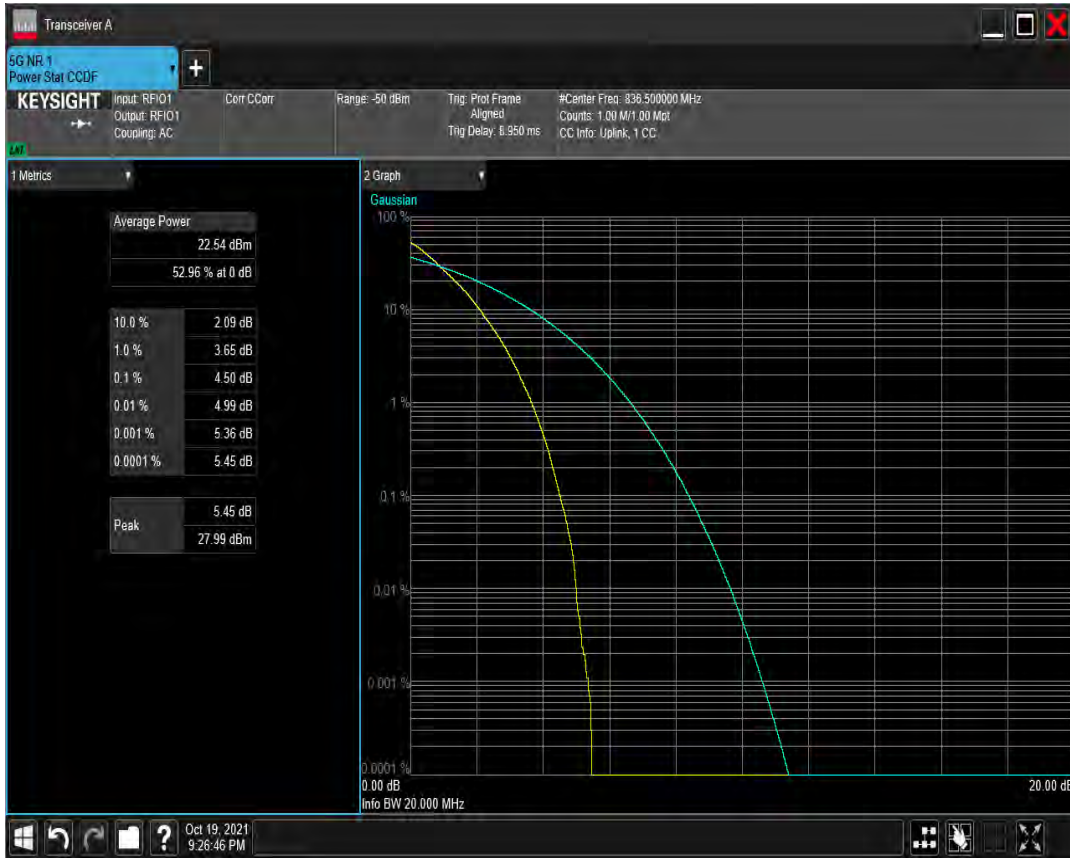 Transceiver A
5G NR 1
Power Stat CCDF
+
KEYSIGHT
Input: RFIO1
Output: RFIO1
Coupling: AC
Corr CCorr
Range: -50 dBm
Trig: Prot Frame
Aligned
Trig Delay: 8.950 ms
#Center Freq: 836.500000 MHz
Counts: 1.00 M/1.00 Mpt
CC Info: Uplink, 1 CC
1 Metrics
Average Power
22.54 dBm
52.96 % at 0 dB
10.0 % 2.09 dB
1.0 % 3.65 dB
0.1 % 4.50 dB
0.01 % 4.99 dB
0.001 % 5.36 dB
0.0001 % 5.45 dB
Peak
5.45 dB
27.99 dBm
2 Graph
Gaussian
100 %
10 %
1 %
0.1 %
0.01 %
0.001 %
0.0001 %
0.00 dB
20.00 dB
Info BW 20.000 MHz
?
Oct 19, 2021
9:26:46 PM